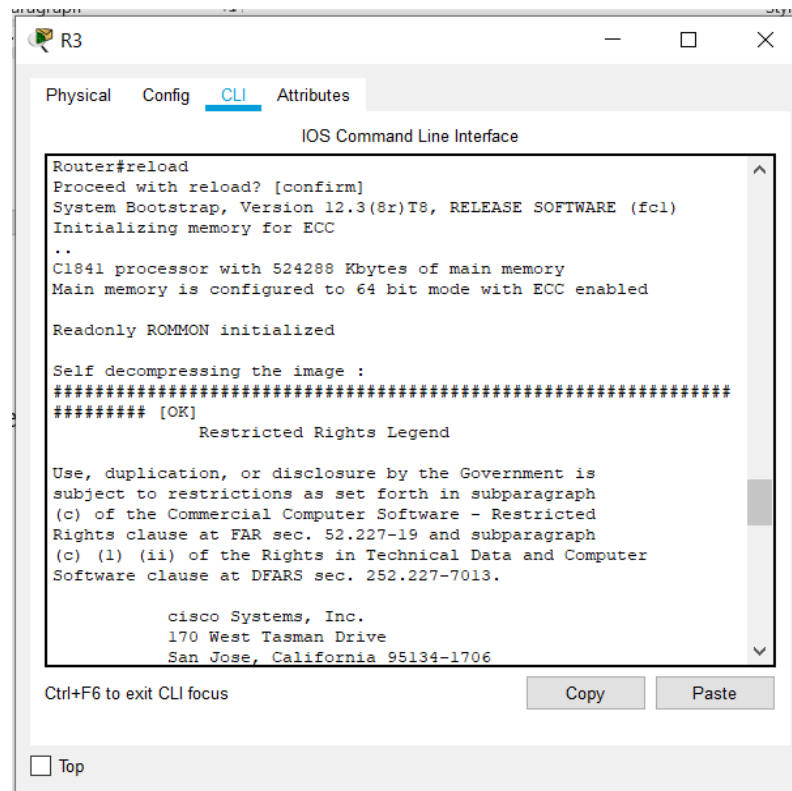 R3
Physical Config CLI Attributes
IOS Command Line Interface
Router#reload
Proceed with reload? [confirm]
System Bootstrap, Version 12.3(8r)T8, RELEASE SOFTWARE (fc1)
Initializing memory for ECC
..
C1841 processor with 524288 Kbytes of main memory
Main memory is configured to 64 bit mode with ECC enabled
Readonly ROMMON initialized
Self decompressing the image :
#################################################################
######### [OK]
Restricted Rights Legend
Use, duplication, or disclosure by the Government is
subject to restrictions as set forth in subparagraph
(c) of the Commercial Computer Software - Restricted
Rights clause at FAR sec. 52.227-19 and subparagraph
(c) (1) (ii) of the Rights in Technical Data and Computer
Software clause at DFARS sec. 252.227-7013.
cisco Systems, Inc.
170 West Tasman Drive
San Jose, California 95134-1706
Ctrl+F6 to exit CLI focus
Copy Paste
Top